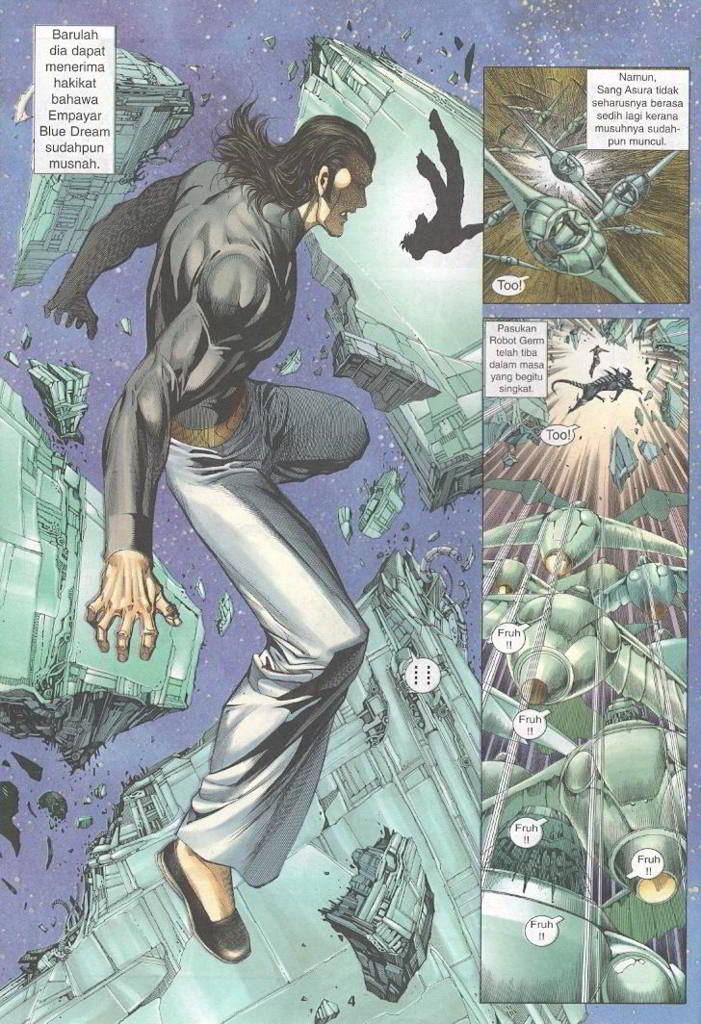 Barulah
dia dapat
menerima
hakikat
bahawa
Empayar
Blue Dream
sudahpun
musnah.
Namun,
Sang Asura tidak
seharusnya berasa
sedih lagi kerana
musuhnya sudah-
pun muncul.
Too!
Pasukan
Robot Germ
telah tiba
dalam masa
yang begitu
singkat.
Too!
Fruh
!!
Fruh
!!
Fruh
!!
Fruh
!!
Fruh
!!
4